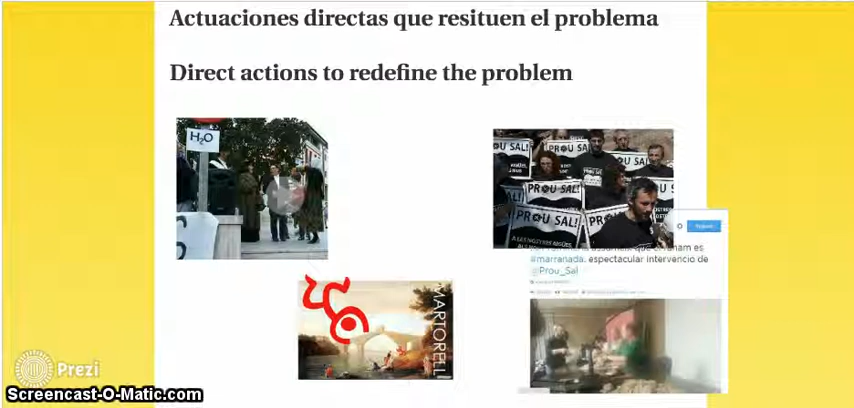 Actuaciones directas que resituen el problema
Direct actions to redefine the problem
H2O
PROU SAL!
PROU SA
PROU SAL!
PROU SAL!
MARTORELL
#marranada. espectacular intervencio de
@Prou_Sal
Prezi
Screencast-O-Matic.com